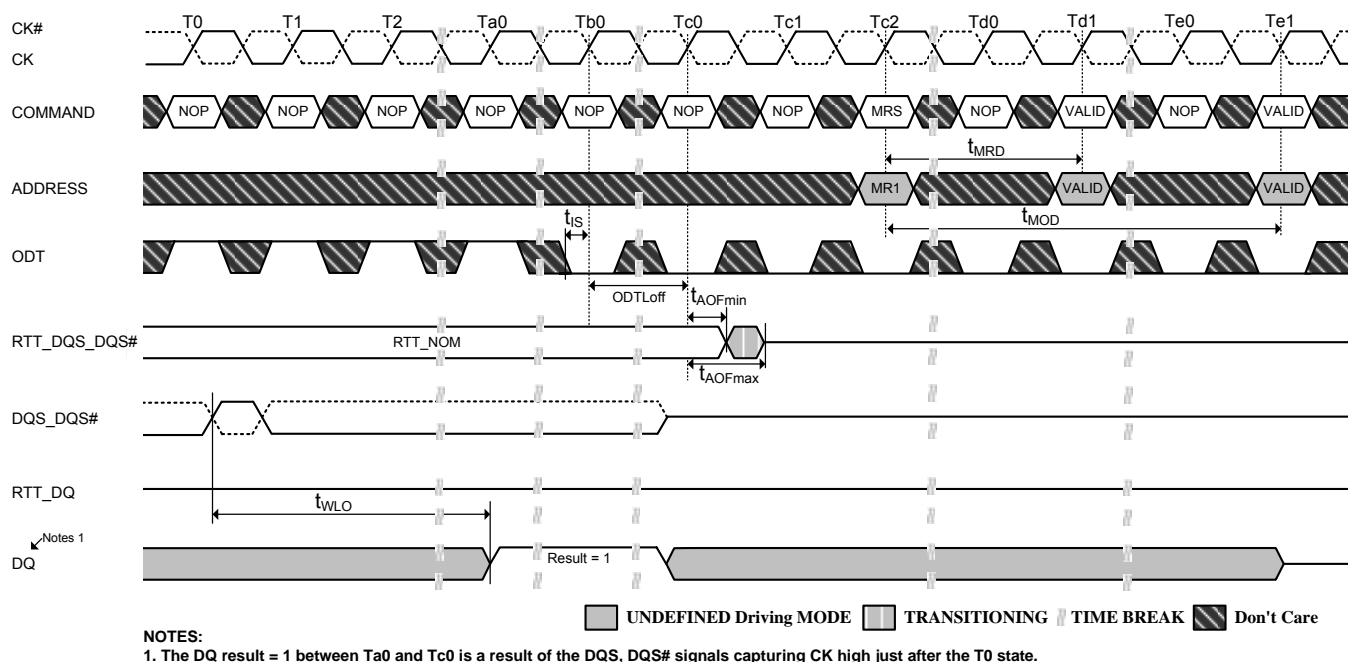 T0 T1 T2 Ta0 Tb0 Tc0 Tc1 Tc2 Td0 Td1 Te0 Te1
CK#
CK
COMMAND NOP NOP NOP NOP NOP NOP NOP MRS NOP VALID NOP VALID
tMRD
ADDRESS MR1 VALID VALID
tIS tMOD
ODT
ODTLoff tAOFmin
RTT_DQS_DQS# RTT_NOM
tAOFmax
DQS_DQS#
RTT_DQ
tWLO
Notes 1
DQ Result = 1
UNDEFINED Driving MODE TRANSITIONING TIME BREAK Don't Care
NOTES:
1. The DQ result = 1 between Ta0 and Tc0 is a result of the DQS, DQS# signals capturing CK high just after the T0 state.